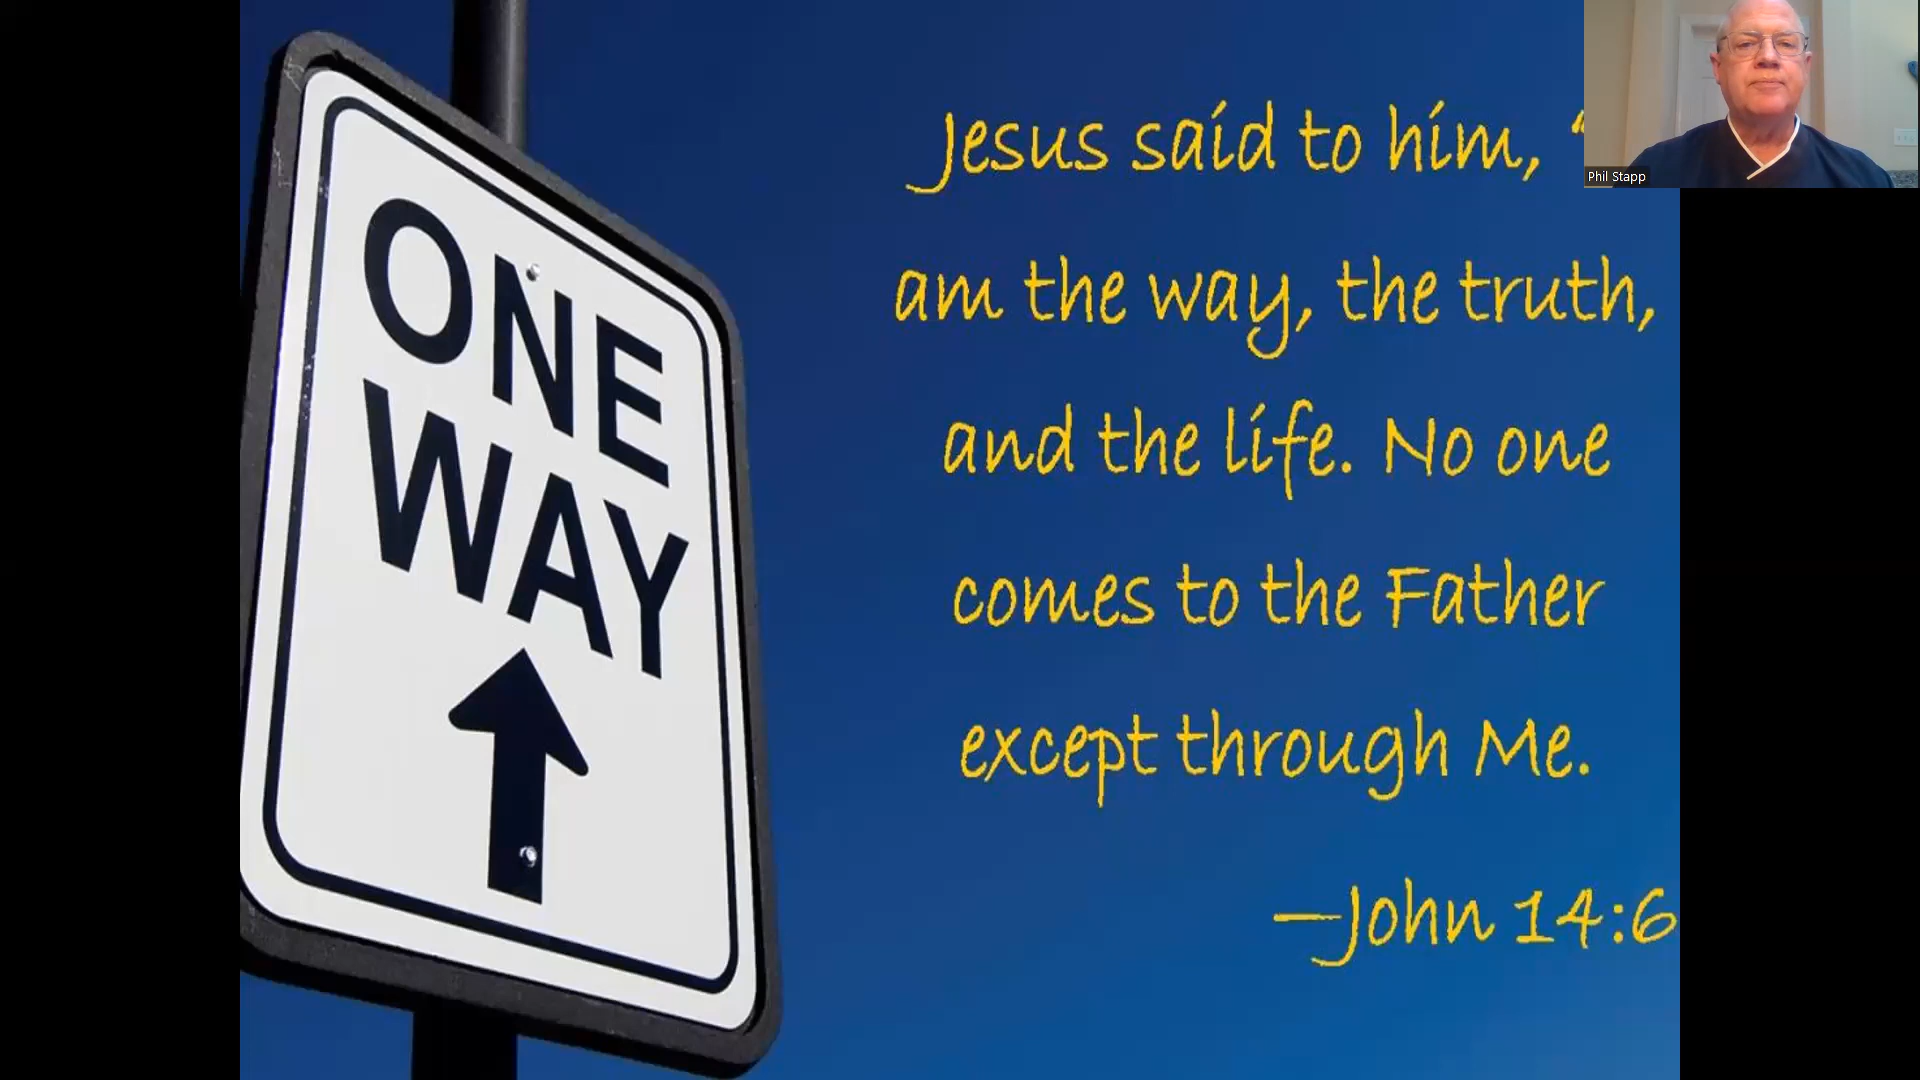 ONE
WAY
Jesus said to him, “
am the way, the truth,
and the life. No one
comes to the Father
except through Me.
—John 14:6
Phil Stapp